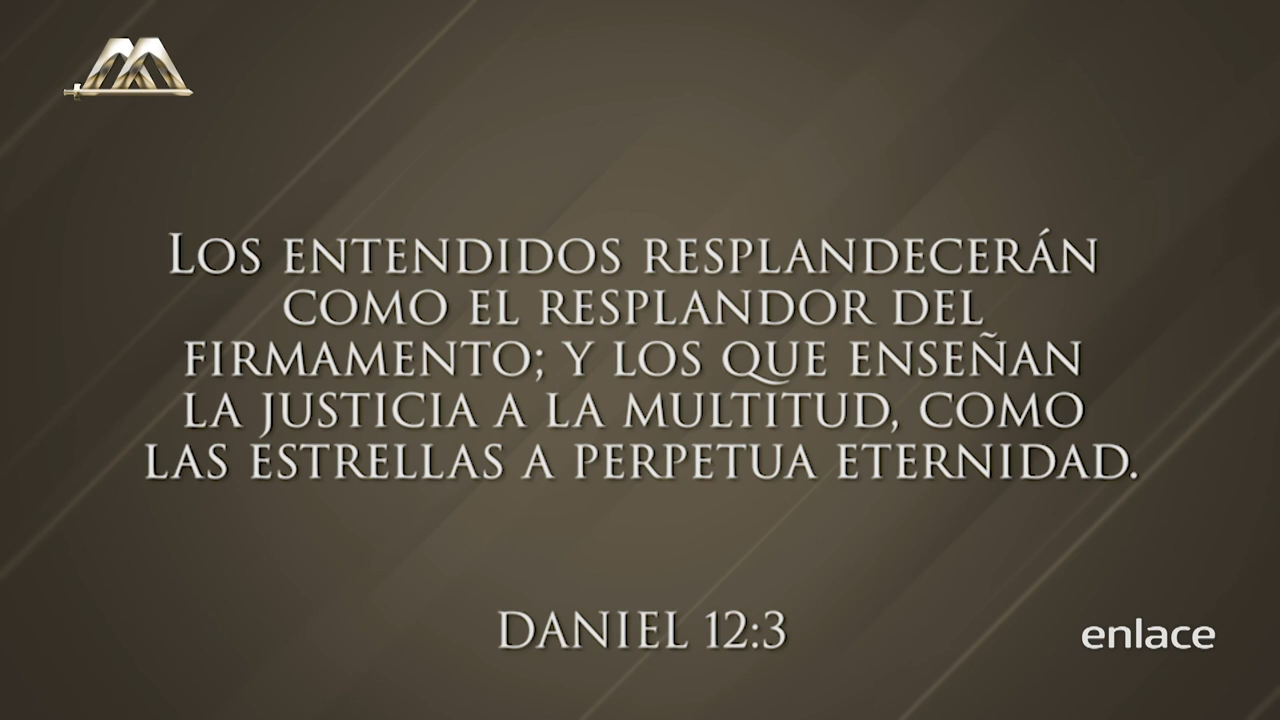 Los entendidos resplandecerán
como el resplandor del
firmamento; y los que enseñan
la justicia a la multitud, como
las estrellas a perpetua eternidad.
DANIEL 12:3
enlace